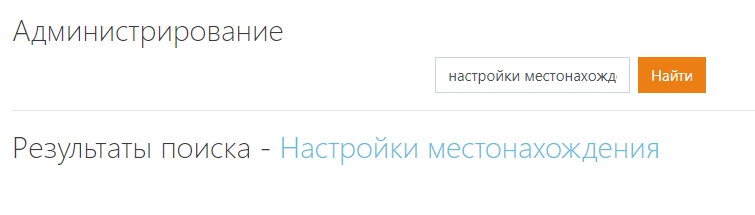 Администрирование
настройки местонахожд
Найти
Результаты поиска - Настройки местонахождения